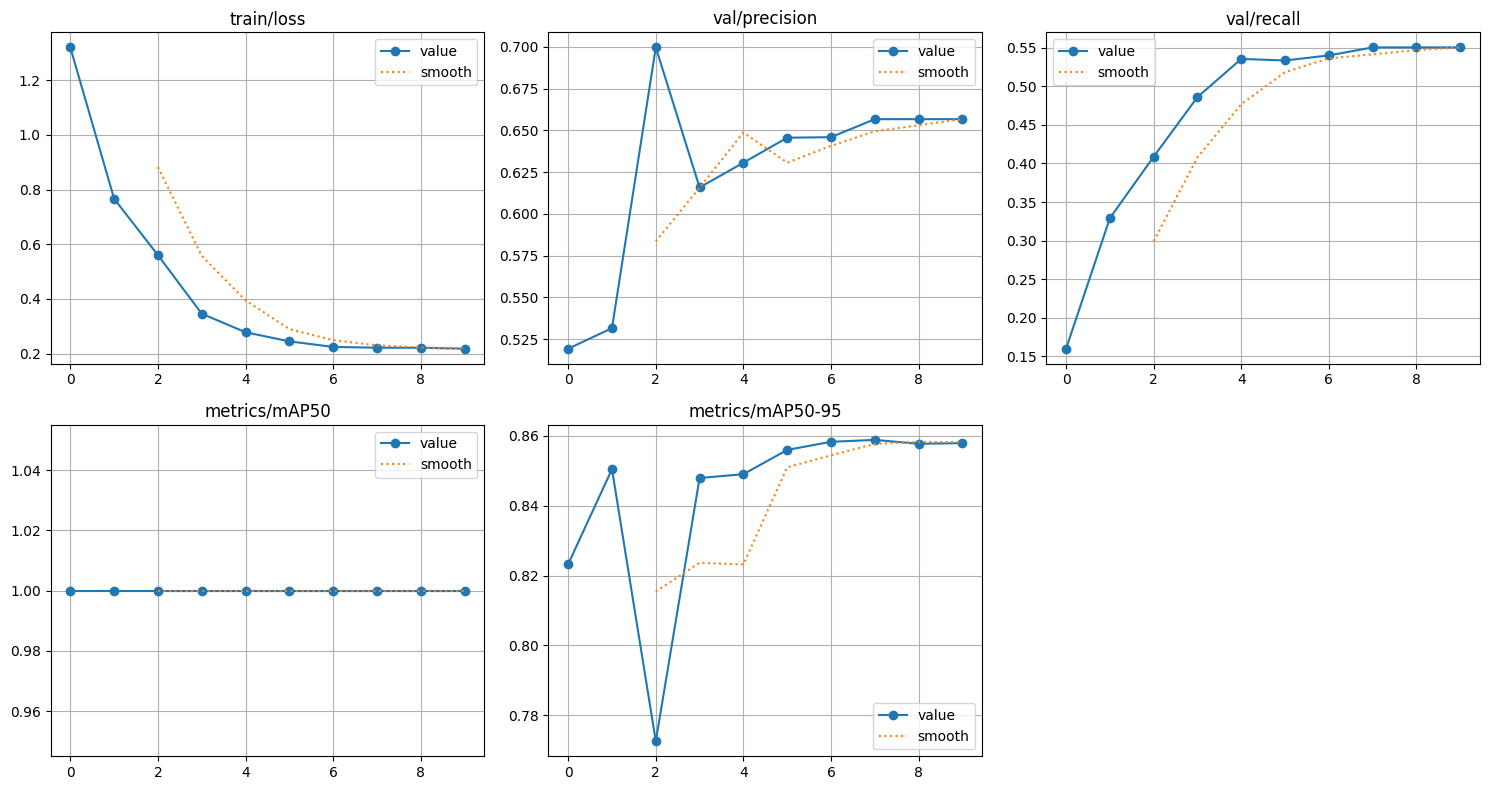 train/loss
1.2
1.0
0.8
0.6
0.4
0.2
0 2 4 6 8
value
smooth
val/precision
0.700
0.675
0.650
0.625
0.600
0.575
0.550
0.525
0 2 4 6 8
value
smooth
val/recall
0.55
0.50
0.45
0.40
0.35
0.30
0.25
0.20
0.15
0 2 4 6 8
value
smooth
metrics/mAP50
1.04
1.02
1.00
0.98
0.96
0 2 4 6 8
value
smooth
metrics/mAP50-95
0.86
0.84
0.82
0.80
0.78
0 2 4 6 8
value
smooth